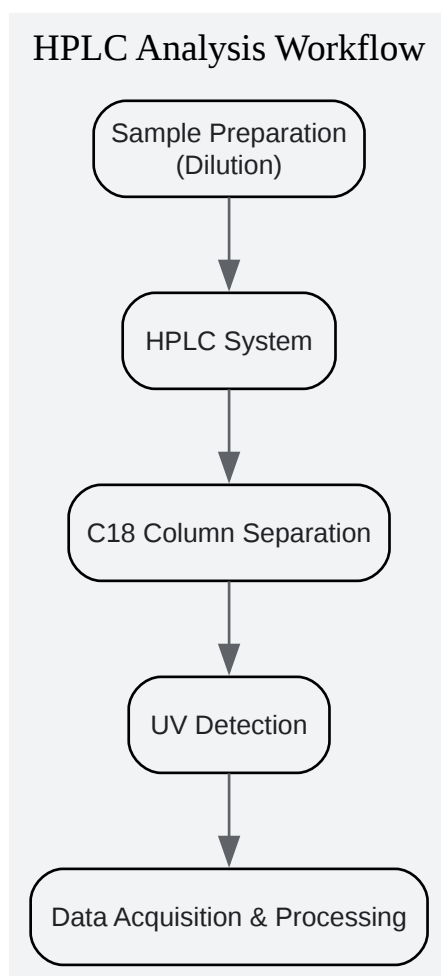 HPLC Analysis Workflow
Sample Preparation
(Dilution)
HPLC System
C18 Column Separation
UV Detection
Data Acquisition & Processing